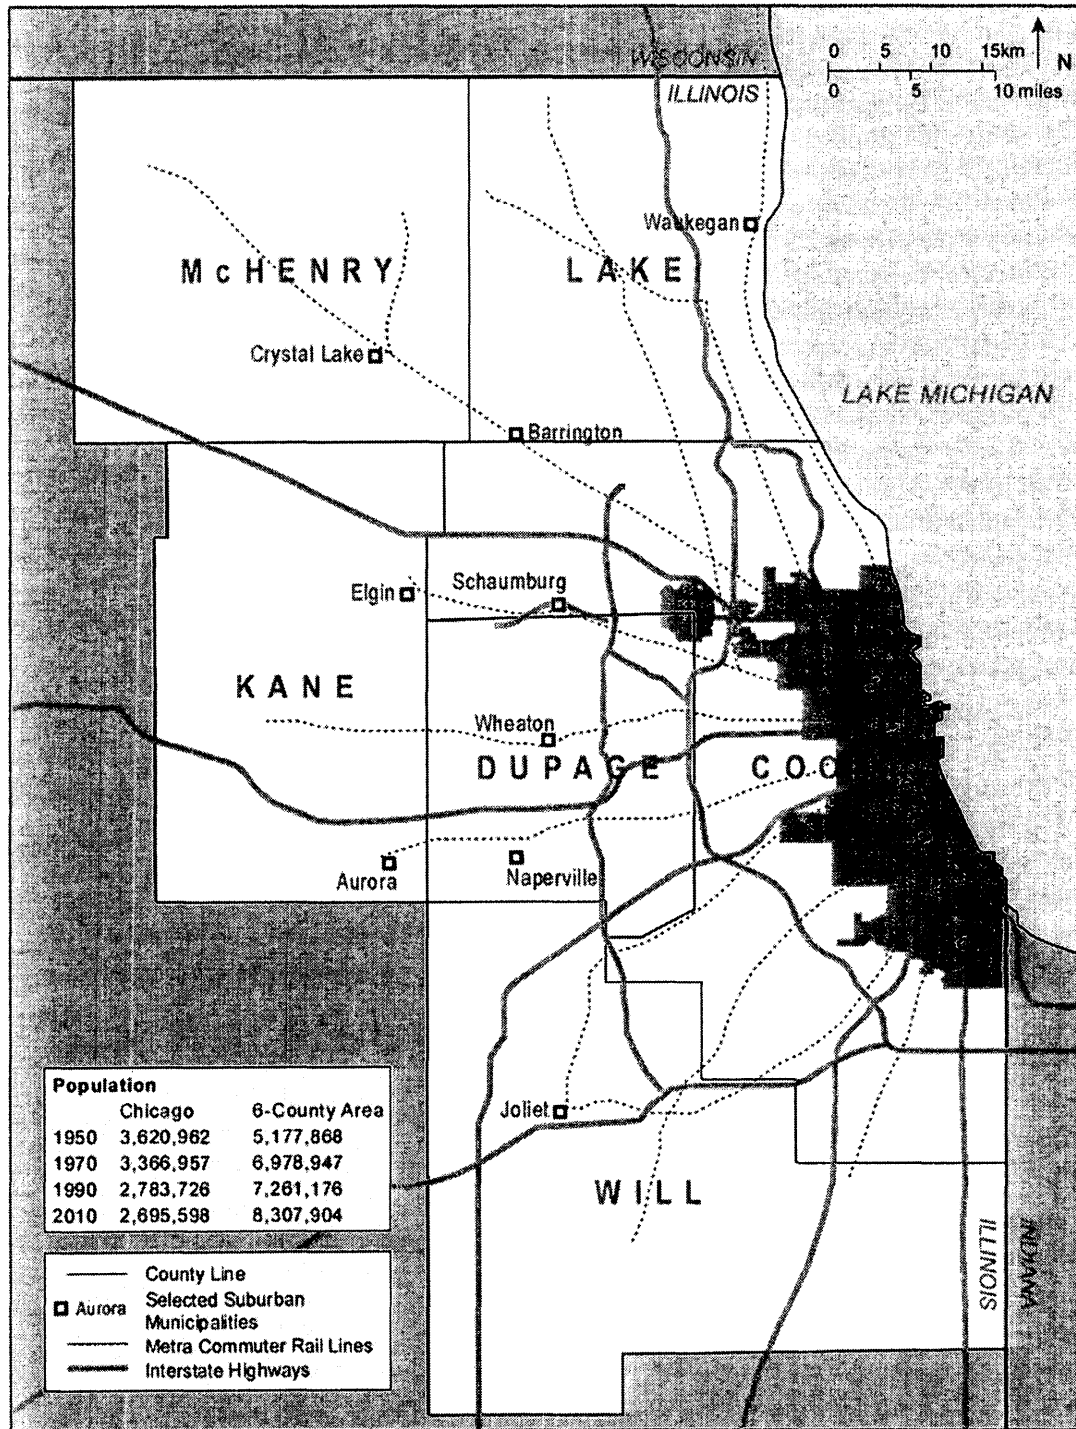 WISCONSIN
ILLINOIS
0 5 10 15km
N
0 5 10 miles
Waukegan
McHENRY
LAKE
Crystal Lake
LAKE MICHIGAN
Barrington
Elgin
Schaumburg
KANE
Wheaton
DUPAGE
COO
Aurora
Naperville
Joliet
WILL
ILLINOIS
INDIANA
Population
Chicago 6-County Area
1950 3,620,962 5,177,868
1970 3,366,957 6,978,947
1990 2,783,726 7,261,176
2010 2,695,598 8,307,904
County Line
Aurora Selected Suburban
Municipalities
Metra Commuter Rail Lines
Interstate Highways